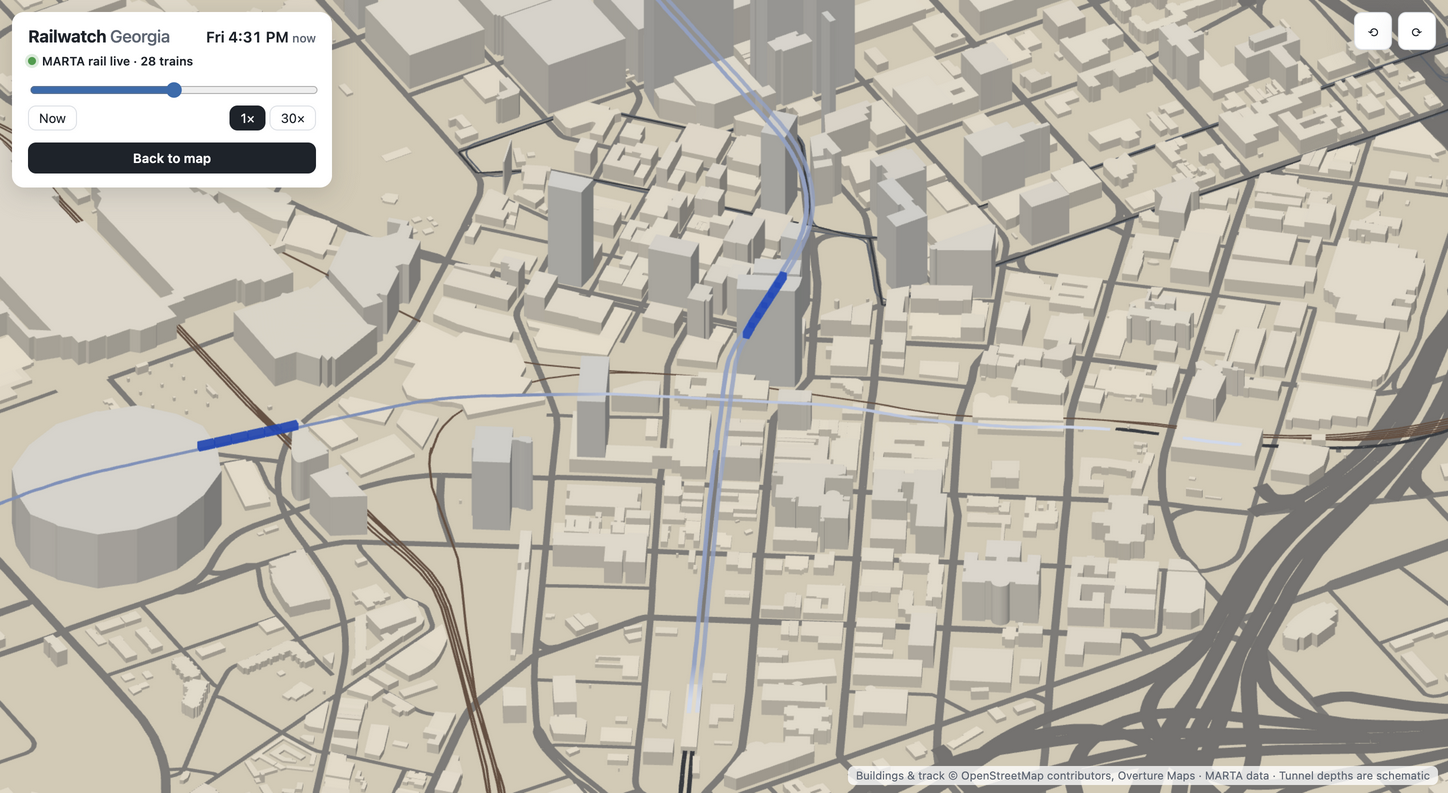 Railwatch Georgia
Fri 4:31 PM now
MARTA rail live · 28 trains
Now
1×
30×
Back to map
⟲
⟳
Buildings & track © OpenStreetMap contributors, Overture Maps · MARTA data · Tunnel depths are schematic